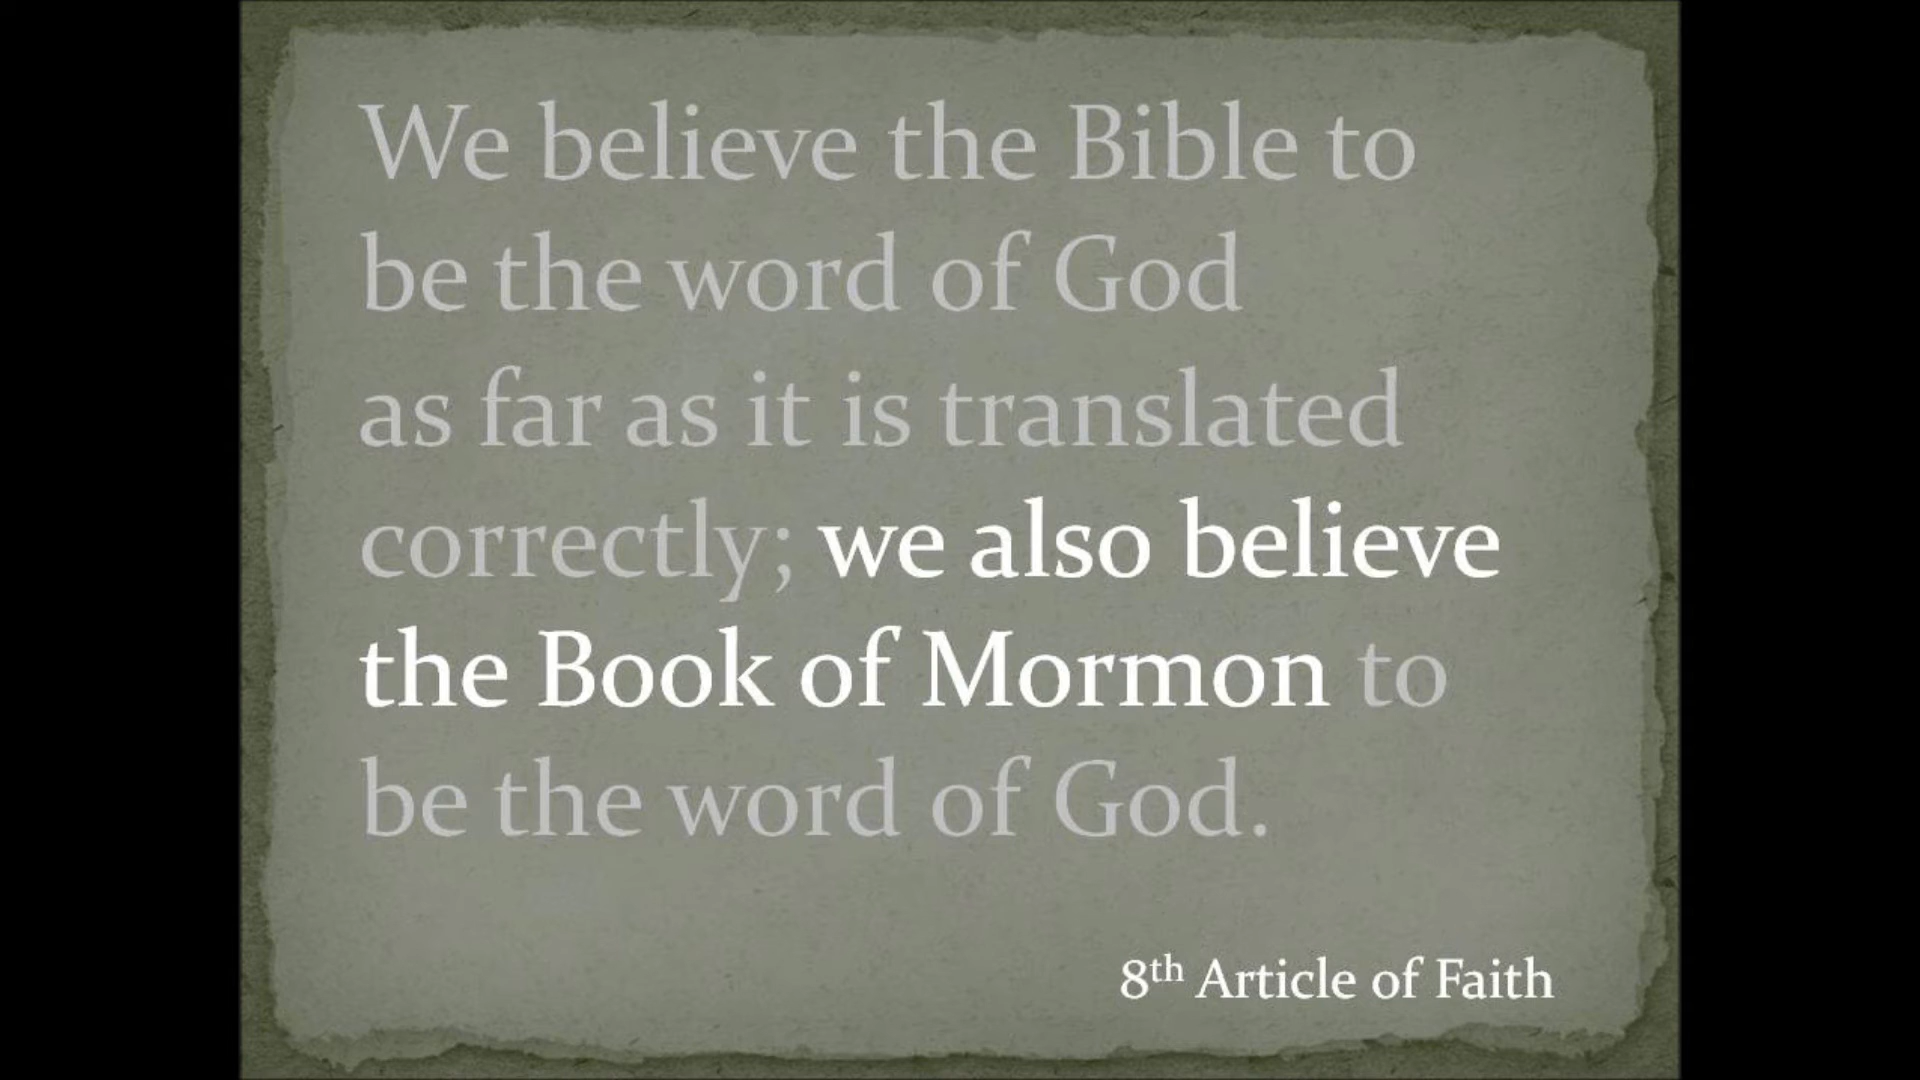 We believe the Bible to
be the word of God
as far as it is translated
correctly; we also believe
the Book of Mormon to
be the word of God.
8th Article of Faith